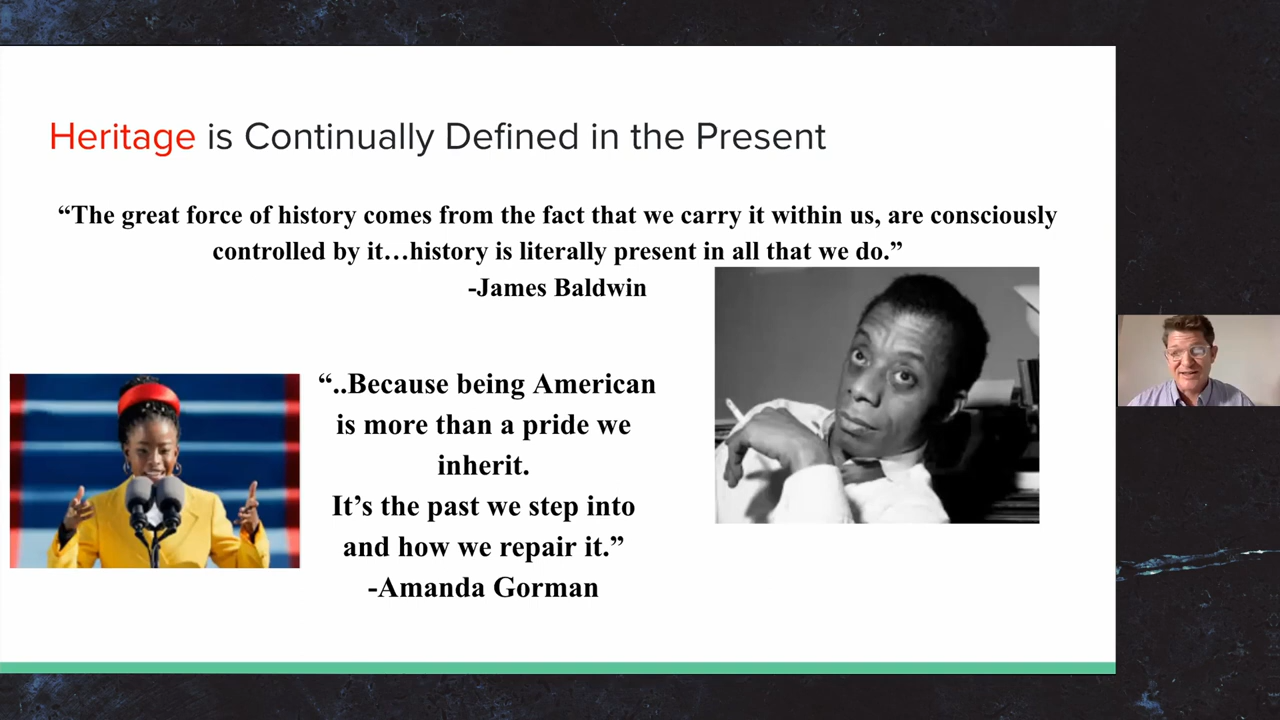 Heritage is Continually Defined in the Present
“The great force of history comes from the fact that we carry it within us, are consciously
controlled by it…history is literally present in all that we do.”
-James Baldwin
“..Because being American
is more than a pride we
inherit.
It’s the past we step into
and how we repair it.”
-Amanda Gorman